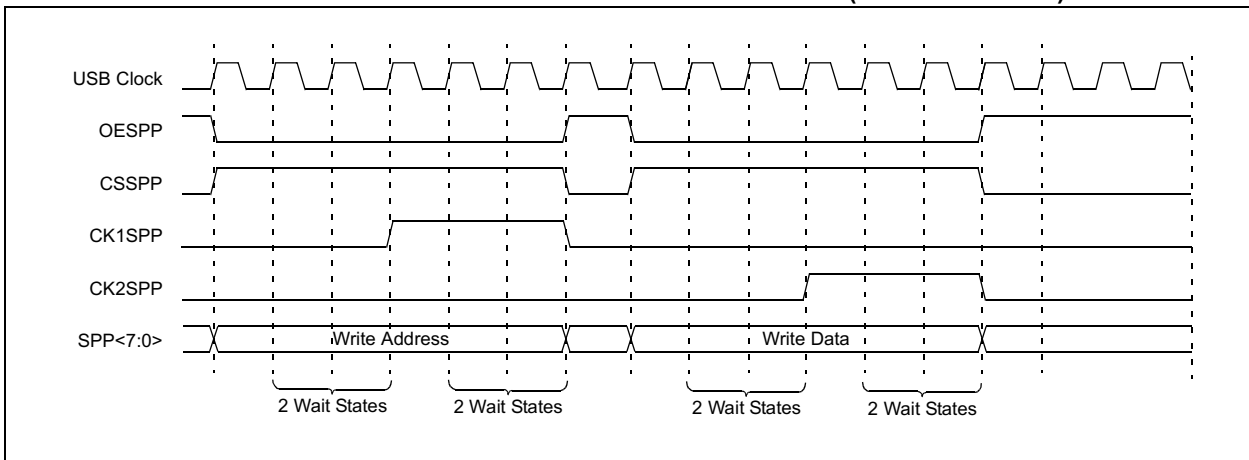 USB Clock
OESPP
CSSPP
CK1SPP
CK2SPP
SPP<7:0>
Write Address
Write Data
2 Wait States
2 Wait States
2 Wait States
2 Wait States